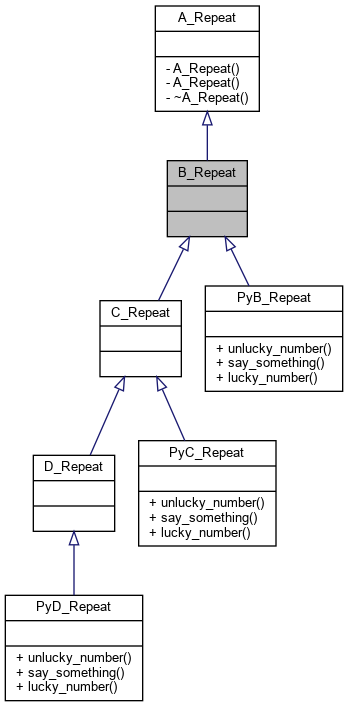 A_Repeat
- A_Repeat()
- A_Repeat()
- ~A_Repeat()
B_Repeat
C_Repeat
PyB_Repeat
+ unlucky_number()
+ say_something()
+ lucky_number()
D_Repeat
PyC_Repeat
+ unlucky_number()
+ say_something()
+ lucky_number()
PyD_Repeat
+ unlucky_number()
+ say_something()
+ lucky_number()